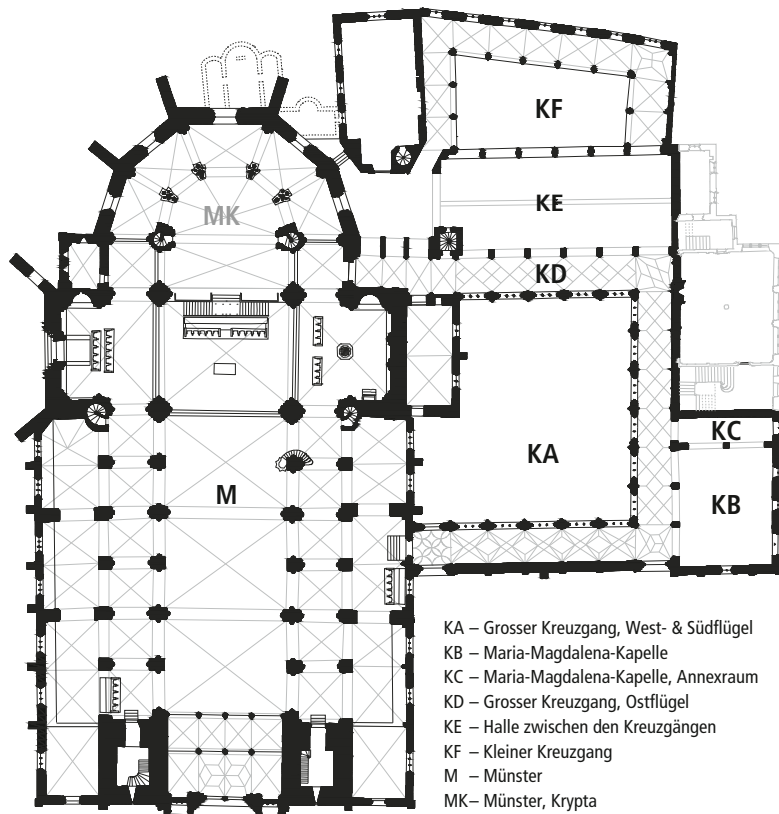 KF
KE
MK
KD
KC
KA
M
KB
KA – Grosser Kreuzgang, West- & Südflügel
KB – Maria-Magdalena-Kapelle
KC – Maria-Magdalena-Kapelle, Annexraum
KD – Grosser Kreuzgang, Ostflügel
KE – Halle zwischen den Kreuzgängen
KF – Kleiner Kreuzgang
M – Münster
MK– Münster, Krypta